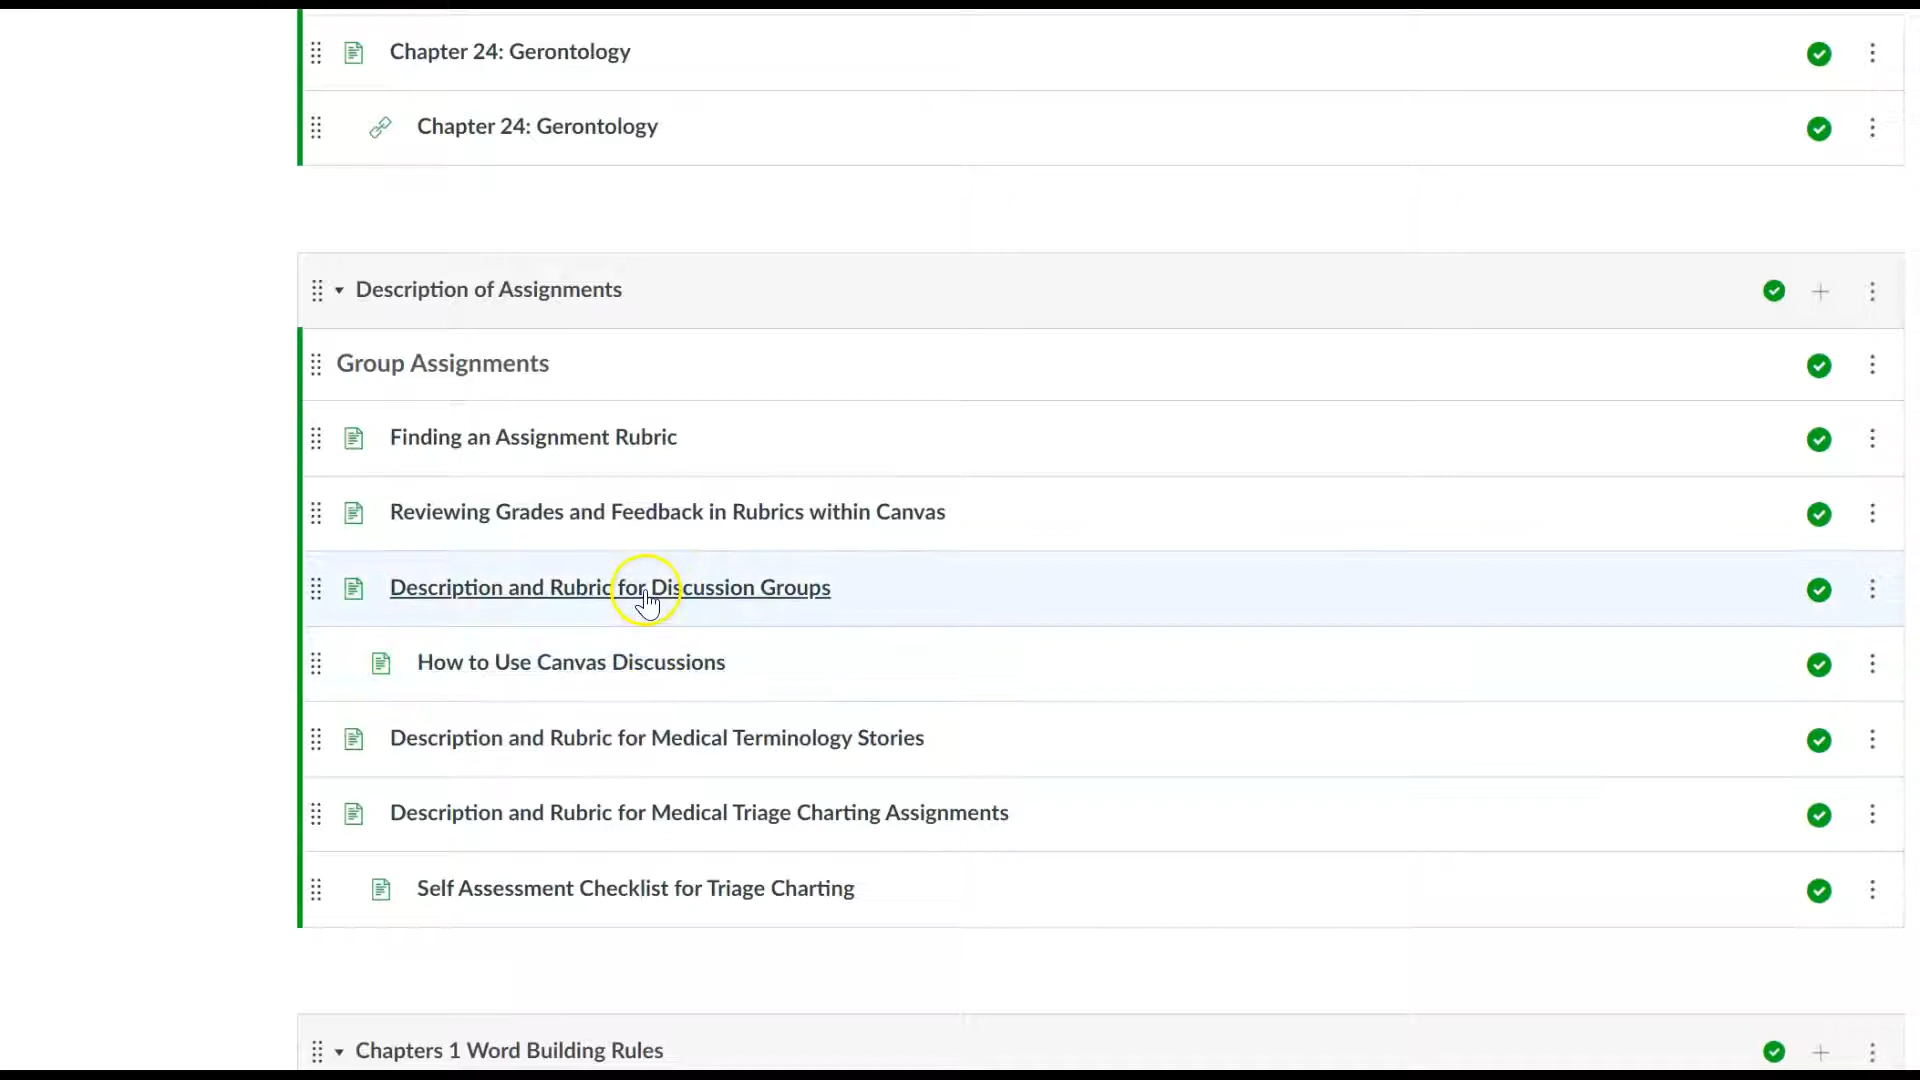 Chapter 24: Gerontology
Chapter 24: Gerontology
Description of Assignments
Group Assignments
Finding an Assignment Rubric
Reviewing Grades and Feedback in Rubrics within Canvas
Description and Rubric for Discussion Groups
How to Use Canvas Discussions
Description and Rubric for Medical Terminology Stories
Description and Rubric for Medical Triage Charting Assignments
Self Assessment Checklist for Triage Charting
Chapters 1 Word Building Rules